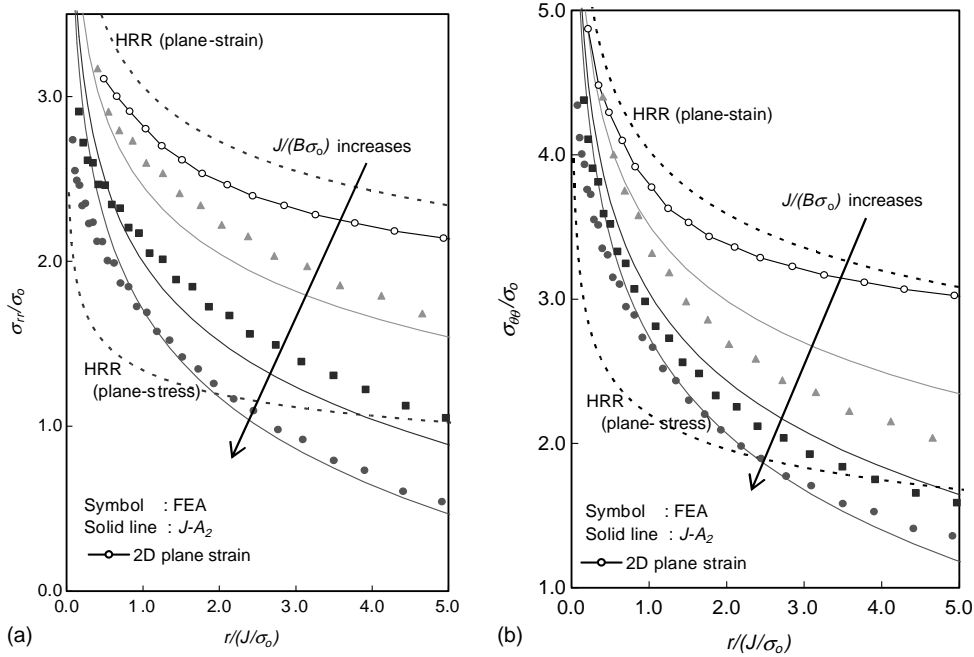 HRR (plane-strain)
J/(Bσo) increases
HRR
(plane-stress)
Symbol : FEA
Solid line : J-A2
2D plane strain
3.0
2.0
1.0
0.0
0.0 1.0 2.0 3.0 4.0 5.0
σrr/σo
r/(J/σo)
(a)
HRR (plane-stain)
J/(Bσo) increases
HRR
(plane- stress)
Symbol : FEA
Solid line : J-A2
2D plane strain
5.0
4.0
3.0
2.0
1.0
0.0 1.0 2.0 3.0 4.0 5.0
σθθ/σo
r/(J/σo)
(b)